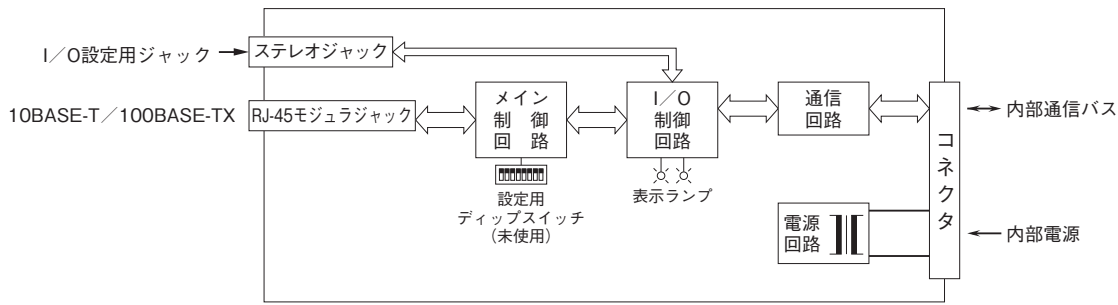 I／O設定用ジャック
ステレオジャック
10BASE-T／100BASE-TX
RJ-45モジュラジャック
メイン
制　御
回　路
設定用
ディップスイッチ
（未使用）
I／O
制御
回路
表示ランプ
通信
回路
電源
回路
コネクタ
内部通信バス
内部電源